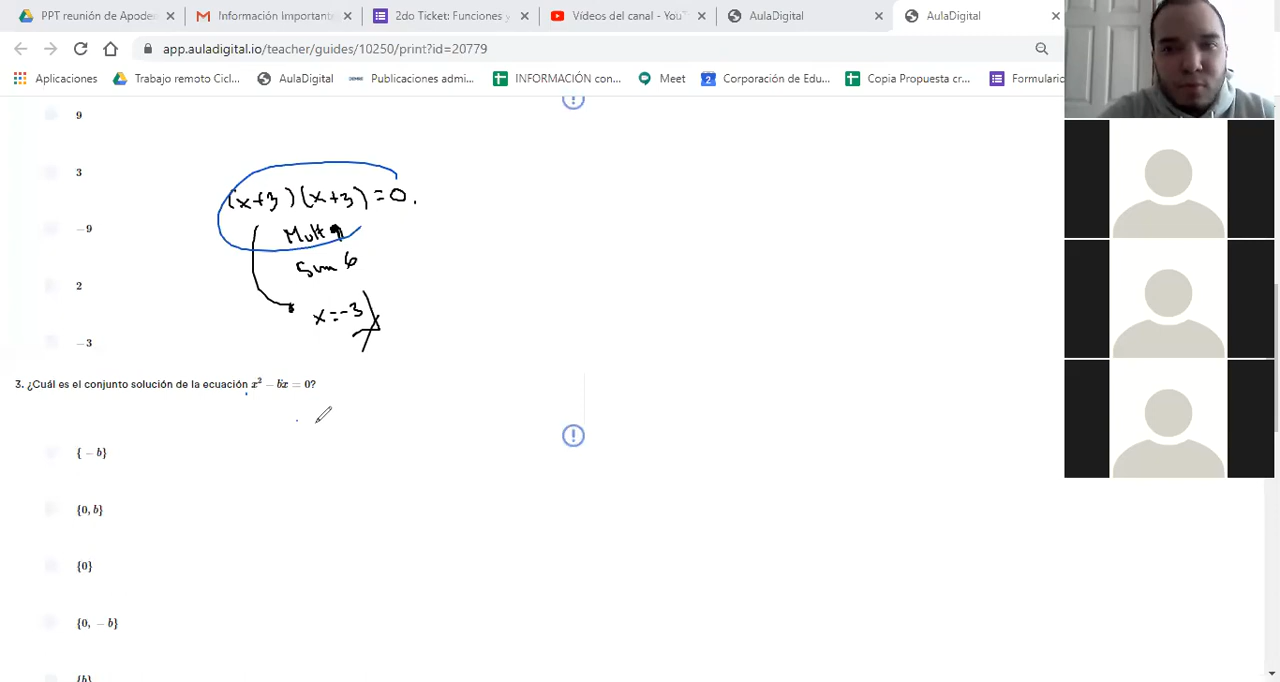 PPT reunión de Apoder
Información Important
2do Ticket: Funciones y
Vídeos del canal - YouT
AulaDigital
AulaDigital
app.auladigital.io/teacher/guides/10250/print?id=20779
Aplicaciones
Trabajo remoto Cicl...
AulaDigital
Publicaciones admi...
INFORMACIÓN con...
Meet
Corporación de Edu...
Copia Propuesta cr...
Formulario
9
3
(x+3)(x+3)=0.
-9
Mult 9
Sum 6
2
x=-3
-3
3. ¿Cuál es el conjunto solución de la ecuación x² - bx = 0?
{ - b}
{0, b}
{0}
{0, - b}
{b}